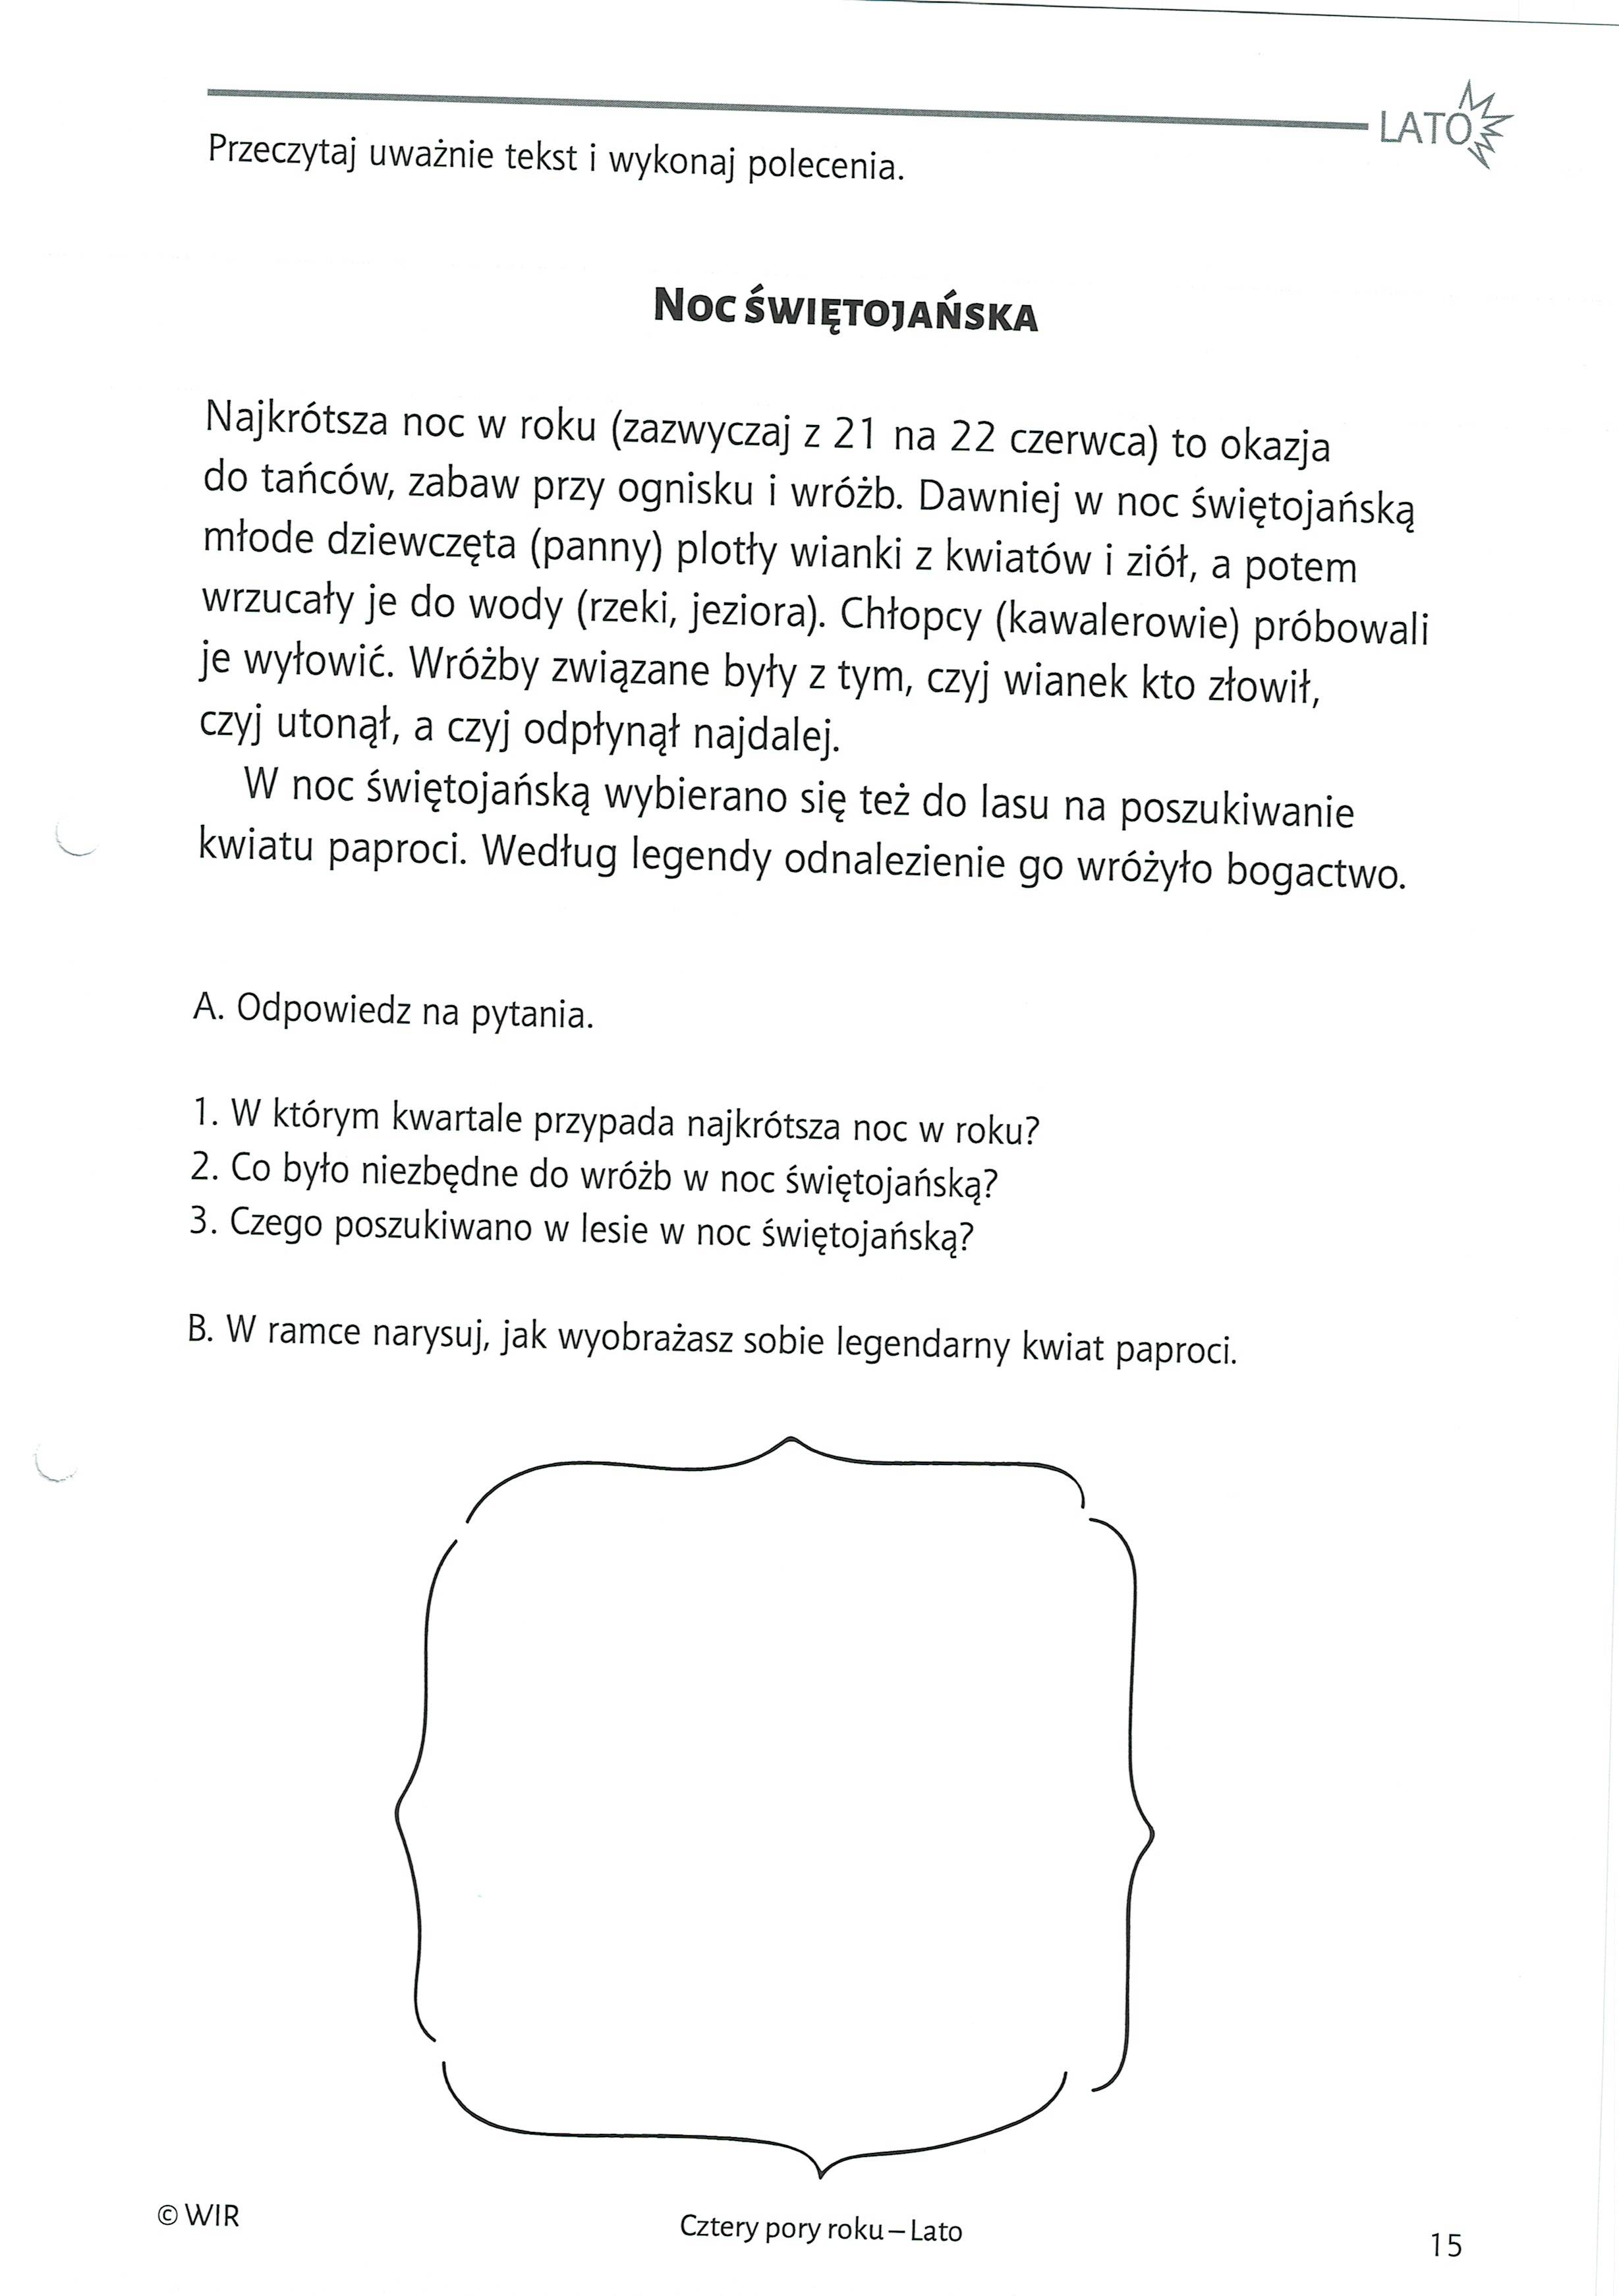 LATO
Przeczytaj uważnie tekst i wykonaj polecenia.
Noc świętojańska
Najkrótsza noc w roku (zazwyczaj z 21 na 22 czerwca) to okazja
do tańców, zabaw przy ognisku i wróżb. Dawniej w noc świętojańską
młode dziewczęta (panny) plotły wianki z kwiatów i ziół, a potem
wrzucały je do wody (rzeki, jeziora). Chłopcy (kawalerowie) próbowali
je wyłowić. Wróżby związane były z tym, czyj wianek kto złowił,
czyj utonął, a czyj odpłynął najdalej.
W noc świętojańską wybierano się też do lasu na poszukiwanie
kwiatu paproci. Według legendy odnalezienie go wróżyło bogactwo.
A. Odpowiedz na pytania.
1. W którym kwartale przypada najkrótsza noc w roku?
2. Co było niezbędne do wróżb w noc świętojańską?
3. Czego poszukiwano w lesie w noc świętojańską?
B. W ramce narysuj, jak wyobrażasz sobie legendarny kwiat paproci.
© WIR
Cztery pory roku – Lato
15